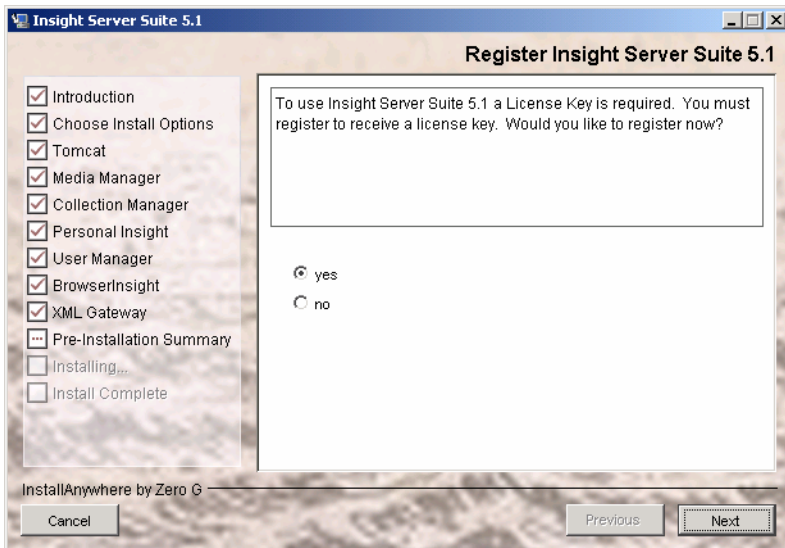 Insight Server Suite 5.1
Register Insight Server Suite 5.1
Introduction
Choose Install Options
Tomcat
Media Manager
Collection Manager
Personal Insight
User Manager
BrowserInsight
XML Gateway
Pre-Installation Summary
Installing...
Install Complete
To use Insight Server Suite 5.1 a License Key is required. You must
register to receive a license key. Would you like to register now?
yes
no
InstallAnywhere by Zero G
Cancel
Previous
Next